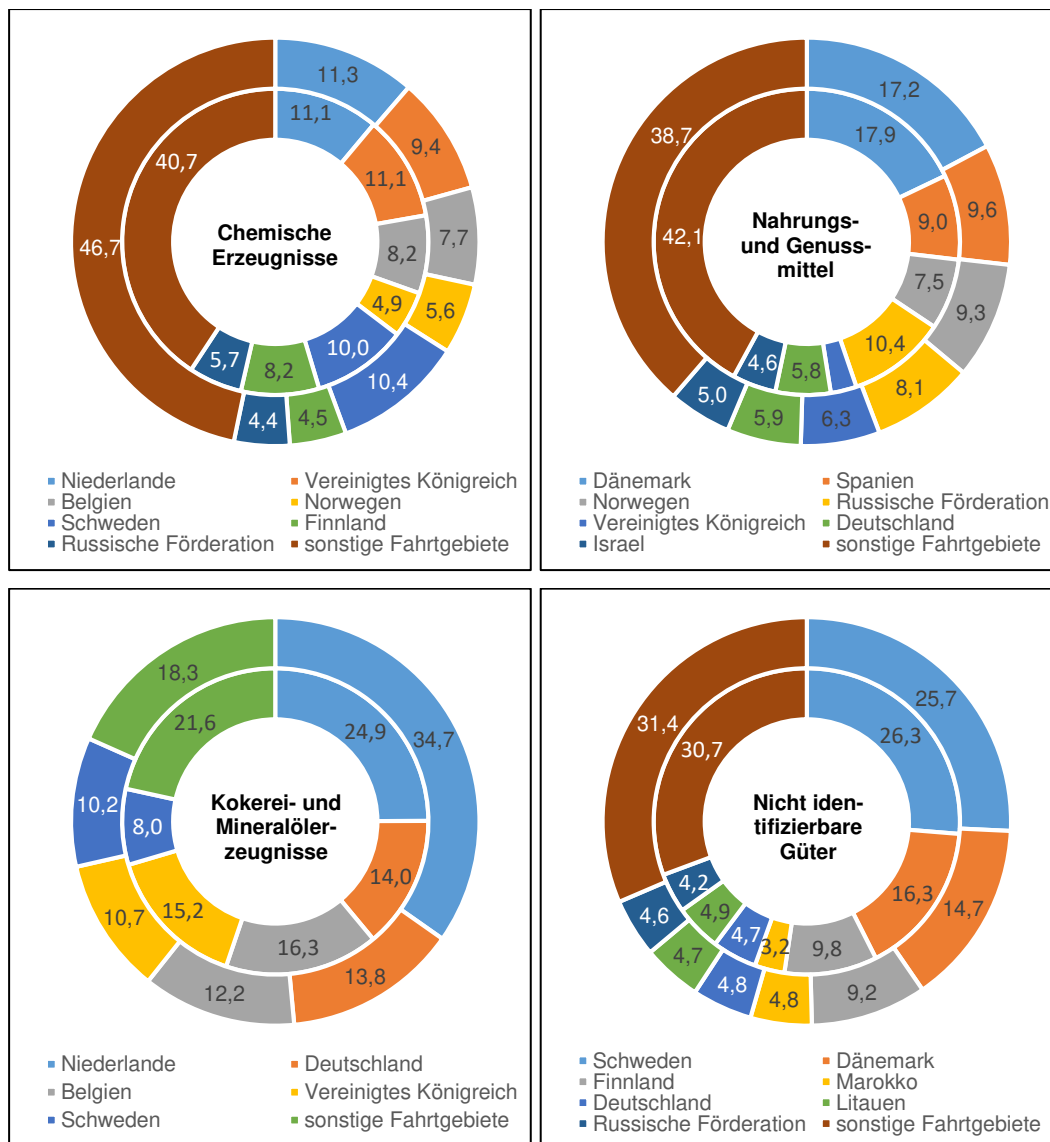 11,3
11,1
9,4
11,1
40,7
Chemische
Erzeugnisse
46,7
8,2
7,7
4,9
5,6
10,0
10,4
5,7
8,2
4,4
4,5
Niederlande
Vereinigtes Königreich
Belgien
Norwegen
Schweden
Finnland
Russische Förderation
sonstige Fahrtgebiete
17,2
17,9
38,7
42,1
Nahrungs-
und Genuss-
mittel
9,0
9,6
7,5
9,3
10,4
8,1
4,6
5,8
5,0
5,9
6,3
Dänemark
Spanien
Norwegen
Russische Förderation
Vereinigtes Königreich
Deutschland
Israel
sonstige Fahrtgebiete
18,3
21,6
24,9
34,7
10,2
8,0
Kokerei- und
Mineralöler-
zeugnisse
14,0
15,2
10,7
16,3
12,2
13,8
Niederlande
Deutschland
Belgien
Vereinigtes Königreich
Schweden
sonstige Fahrtgebiete
25,7
26,3
31,4
30,7
Nicht iden-
tifizierbare
Güter
16,3
14,7
4,2
4,9
4,7
3,2
9,8
4,6
4,7
4,8
4,8
9,2
Schweden
Dänemark
Finnland
Marokko
Deutschland
Litauen
Russische Förderation
sonstige Fahrtgebiete